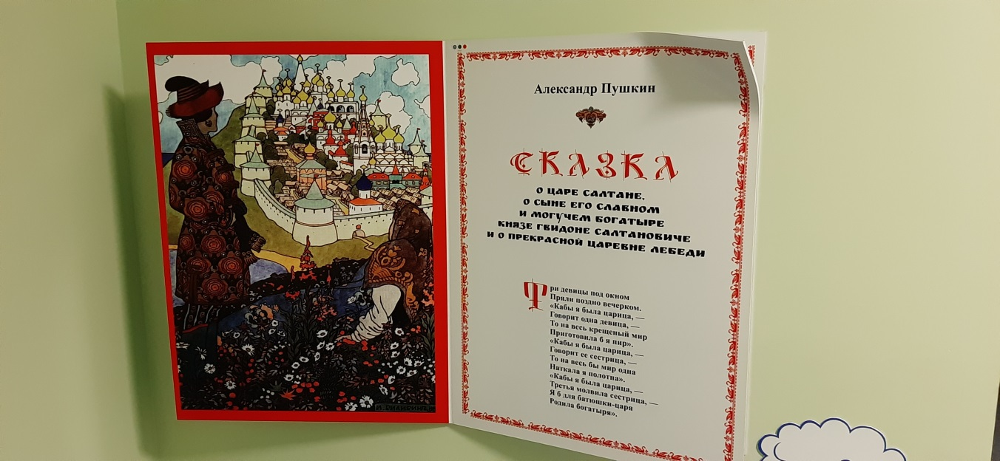 Александр Пушкин
СКАЗКА
О ЦАРЕ САЛТАНЕ,
О СЫНЕ ЕГО СЛАВНОМ
И МОГУЧЕМ БОГАТЫРЕ
КНЯЗЕ ГВИДОНЕ САЛТАНОВИЧЕ
И О ПРЕКРАСНОЙ ЦАРЕВНЕ ЛЕБЕДИ
Три девицы под окном
Пряли поздно вечерком.
«Кабы я была царица, —
Говорит одна девица, —
То на весь крещеный мир
Приготовила б я пир».
«Кабы я была царица, —
Говорит ее сестрица, —
То на весь бы мир одна
Наткала я полотна».
«Кабы я была царица, —
Третья молвила сестрица, —
Я б для батюшки-царя
Родила богатыря».